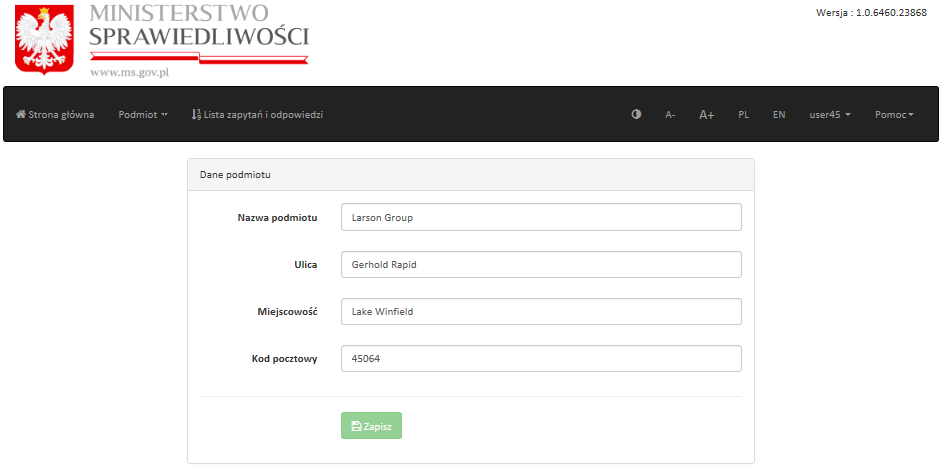 MINISTERSTWO
SPRAWIEDLIWOŚCI
www.ms.gov.pl
Wersja : 1.0.6460.23868
Strona główna Podmiot Lista zapytań i odpowiedzi A- A+ PL EN user45 Pomoc
Dane podmiotu
Nazwa podmiotu Larson Group
Ulica Gerhold Rapid
Miejscowość Lake Winfield
Kod pocztowy 45064
Zapisz